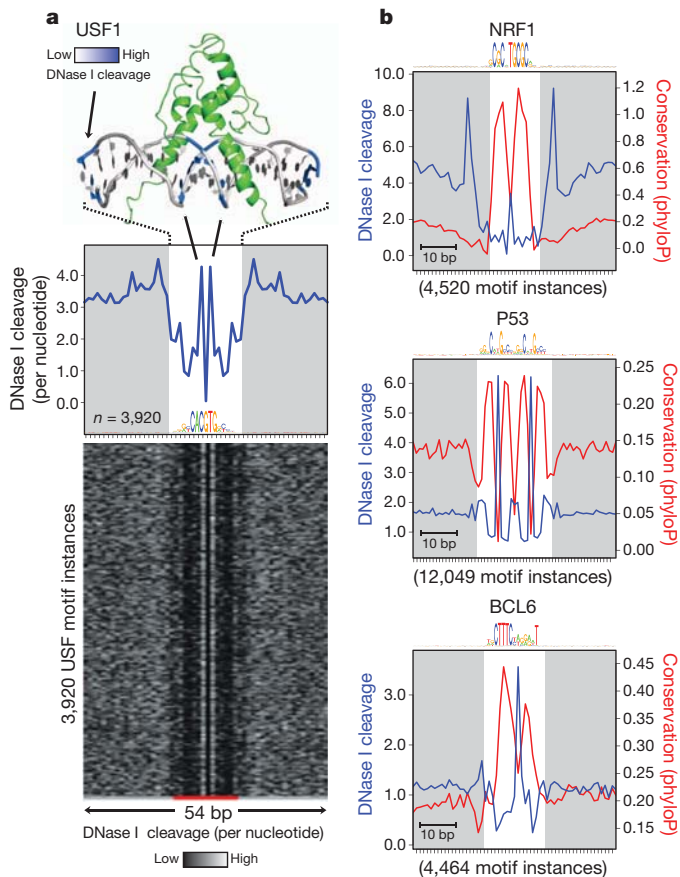 a
USF1
Low High
DNase I cleavage
DNase I cleavage
(per nucleotide)
4.0
3.0
2.0
1.0
0.0
n = 3,920
CACGTG
3,920 USF motif instances
54 bp
DNase I cleavage (per nucleotide)
Low High
b
NRF1
DNase I cleavage
10.0
8.0
6.0
4.0
2.0
0.0
10 bp
1.2
1.0
0.8
0.6
0.4
0.2
0.0
Conservation (phyloP)
(4,520 motif instances)
P53
DNase I cleavage
6.0
5.0
4.0
3.0
2.0
1.0
10 bp
0.25
0.20
0.15
0.10
0.05
0.00
Conservation (phyloP)
(12,049 motif instances)
BCL6
DNase I cleavage
3.0
2.0
1.0
0.0
10 bp
0.45
0.40
0.35
0.30
0.25
0.20
0.15
Conservation (phyloP)
(4,464 motif instances)